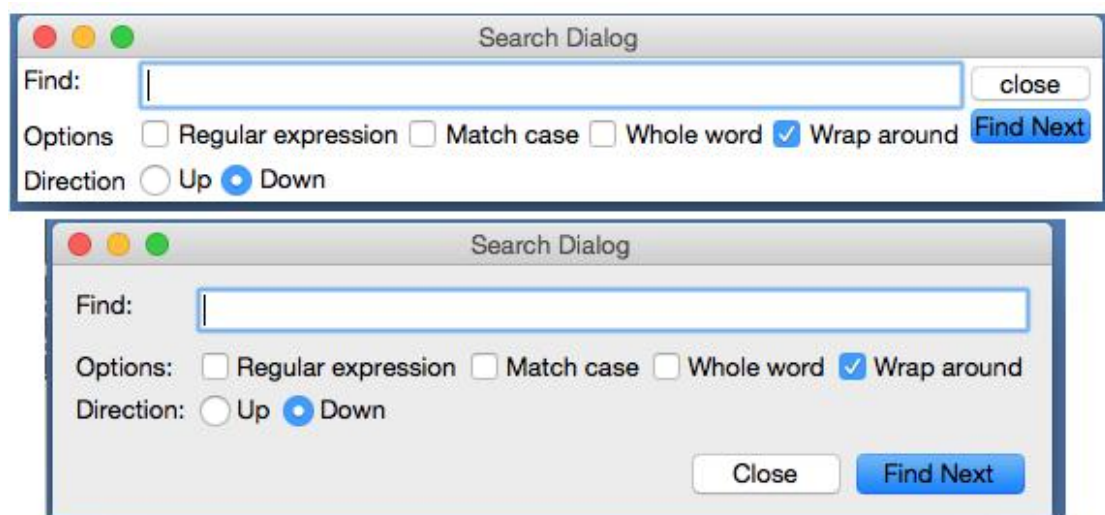 Search Dialog
Find: close
Options Regular expression Match case Whole word Wrap around Find Next
Direction Up Down
Search Dialog
Find:
Options: Regular expression Match case Whole word Wrap around
Direction: Up Down
Close Find Next